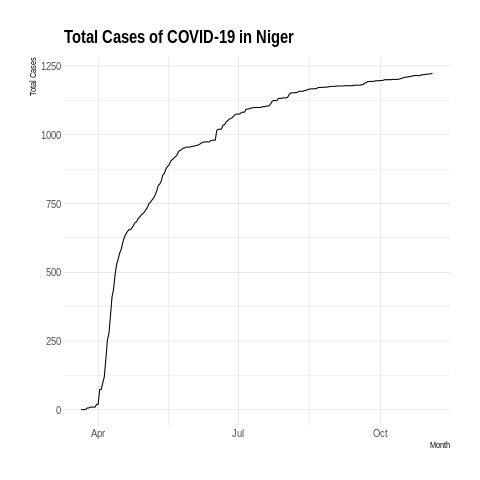 Total Cases of COVID-19 in Niger
Total Cases
1250
1000
750
500
250
0
Apr
Jul
Oct
Month